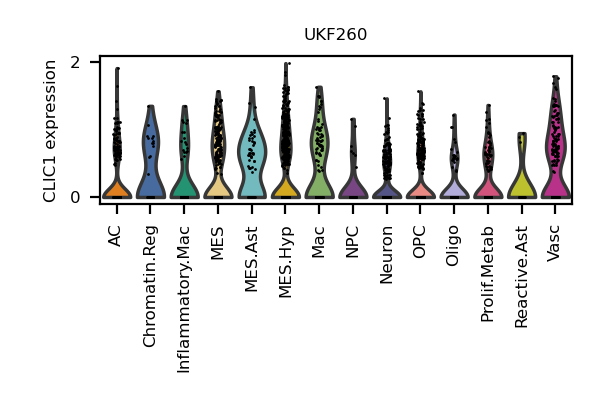 UKF260
CLIC1 expression
2
0
AC
Chromatin.Reg
Inflammatory.Mac
MES
MES.Ast
MES.Hyp
Mac
NPC
Neuron
OPC
Oligo
Prolif.Metab
Reactive.Ast
Vasc